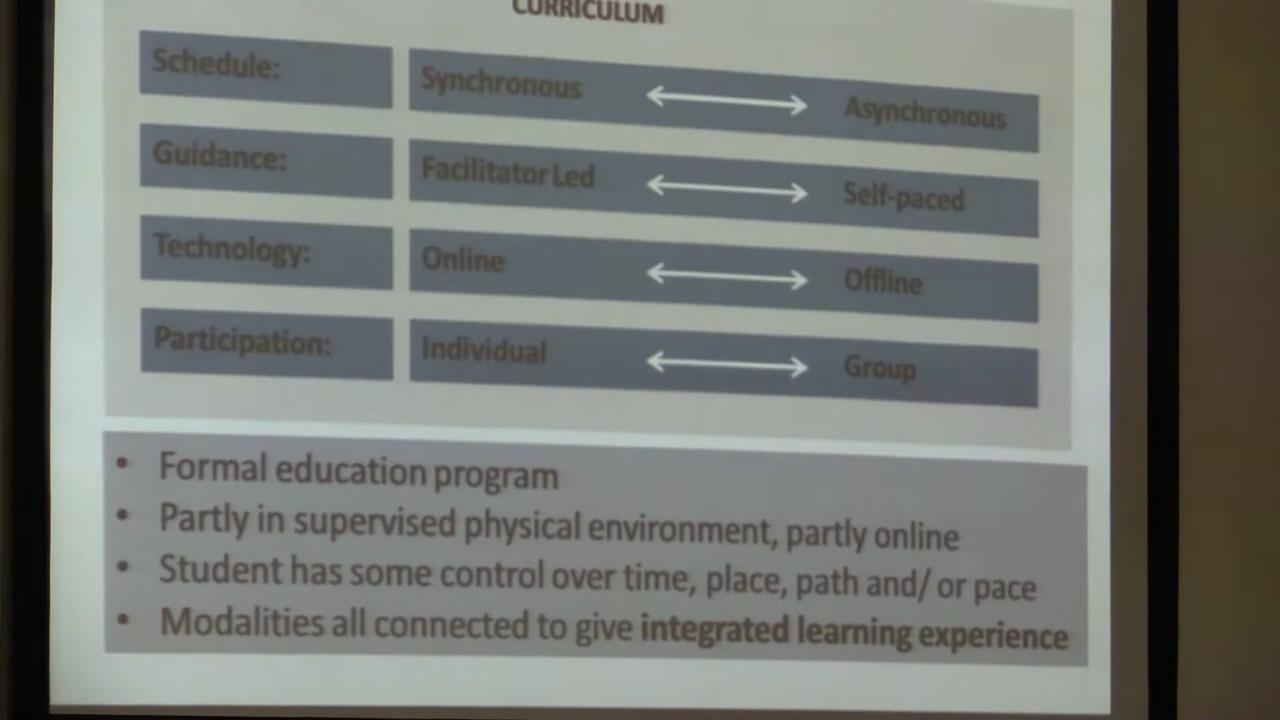 CURRICULUM
Schedule: Synchronous Asynchronous
Guidance: Facilitator Led Self-paced
Technology: Online Offline
Participation: Individual Group
• Formal education program
• Partly in supervised physical environment, partly online
• Student has some control over time, place, path and/ or pace
• Modalities all connected to give integrated learning experience